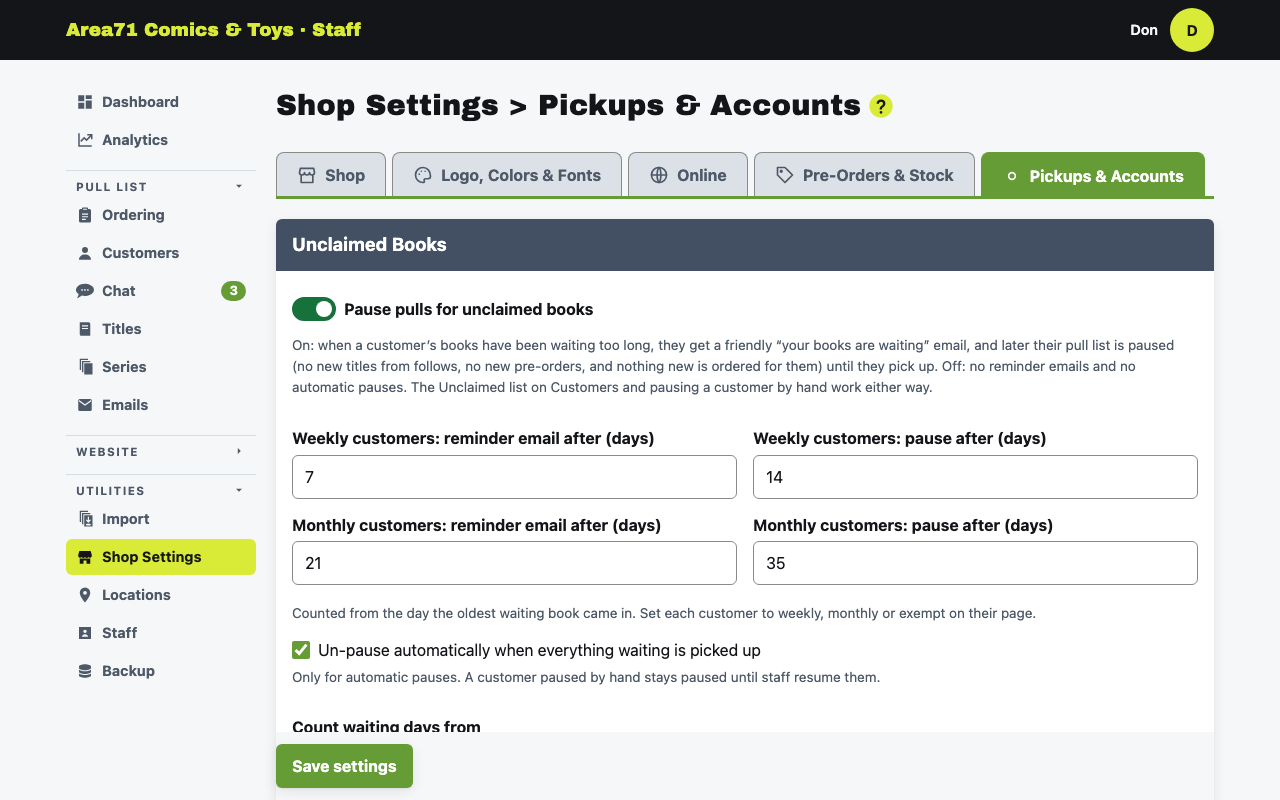 Area71 Comics & Toys · Staff
Don
D
Dashboard
Analytics
PULL LIST
Ordering
Customers
Chat
3
Titles
Series
Emails
WEBSITE
UTILITIES
Import
Shop Settings
Locations
Staff
Backup
Shop Settings > Pickups & Accounts
?
Shop
Logo, Colors & Fonts
Online
Pre-Orders & Stock
Pickups & Accounts
Unclaimed Books
Pause pulls for unclaimed books
On: when a customer’s books have been waiting too long, they get a friendly “your books are waiting” email, and later their pull list is paused
(no new titles from follows, no new pre-orders, and nothing new is ordered for them) until they pick up. Off: no reminder emails and no
automatic pauses. The Unclaimed list on Customers and pausing a customer by hand work either way.
Weekly customers: reminder email after (days)
Weekly customers: pause after (days)
7
14
Monthly customers: reminder email after (days)
Monthly customers: pause after (days)
21
35
Counted from the day the oldest waiting book came in. Set each customer to weekly, monthly or exempt on their page.
Un-pause automatically when everything waiting is picked up
Only for automatic pauses. A customer paused by hand stays paused until staff resume them.
Count waiting days from
Save settings